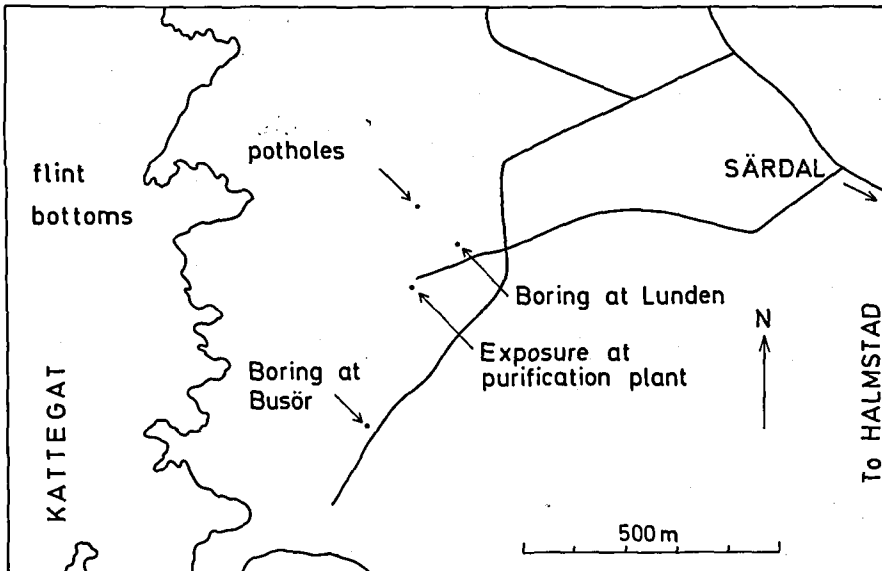 potholes
flint
bottoms
SÄRDAL
Boring at Lunden
N
Exposure at
purification plant
Boring at
Busör
KATTEGAT
To HALMSTAD
500 m